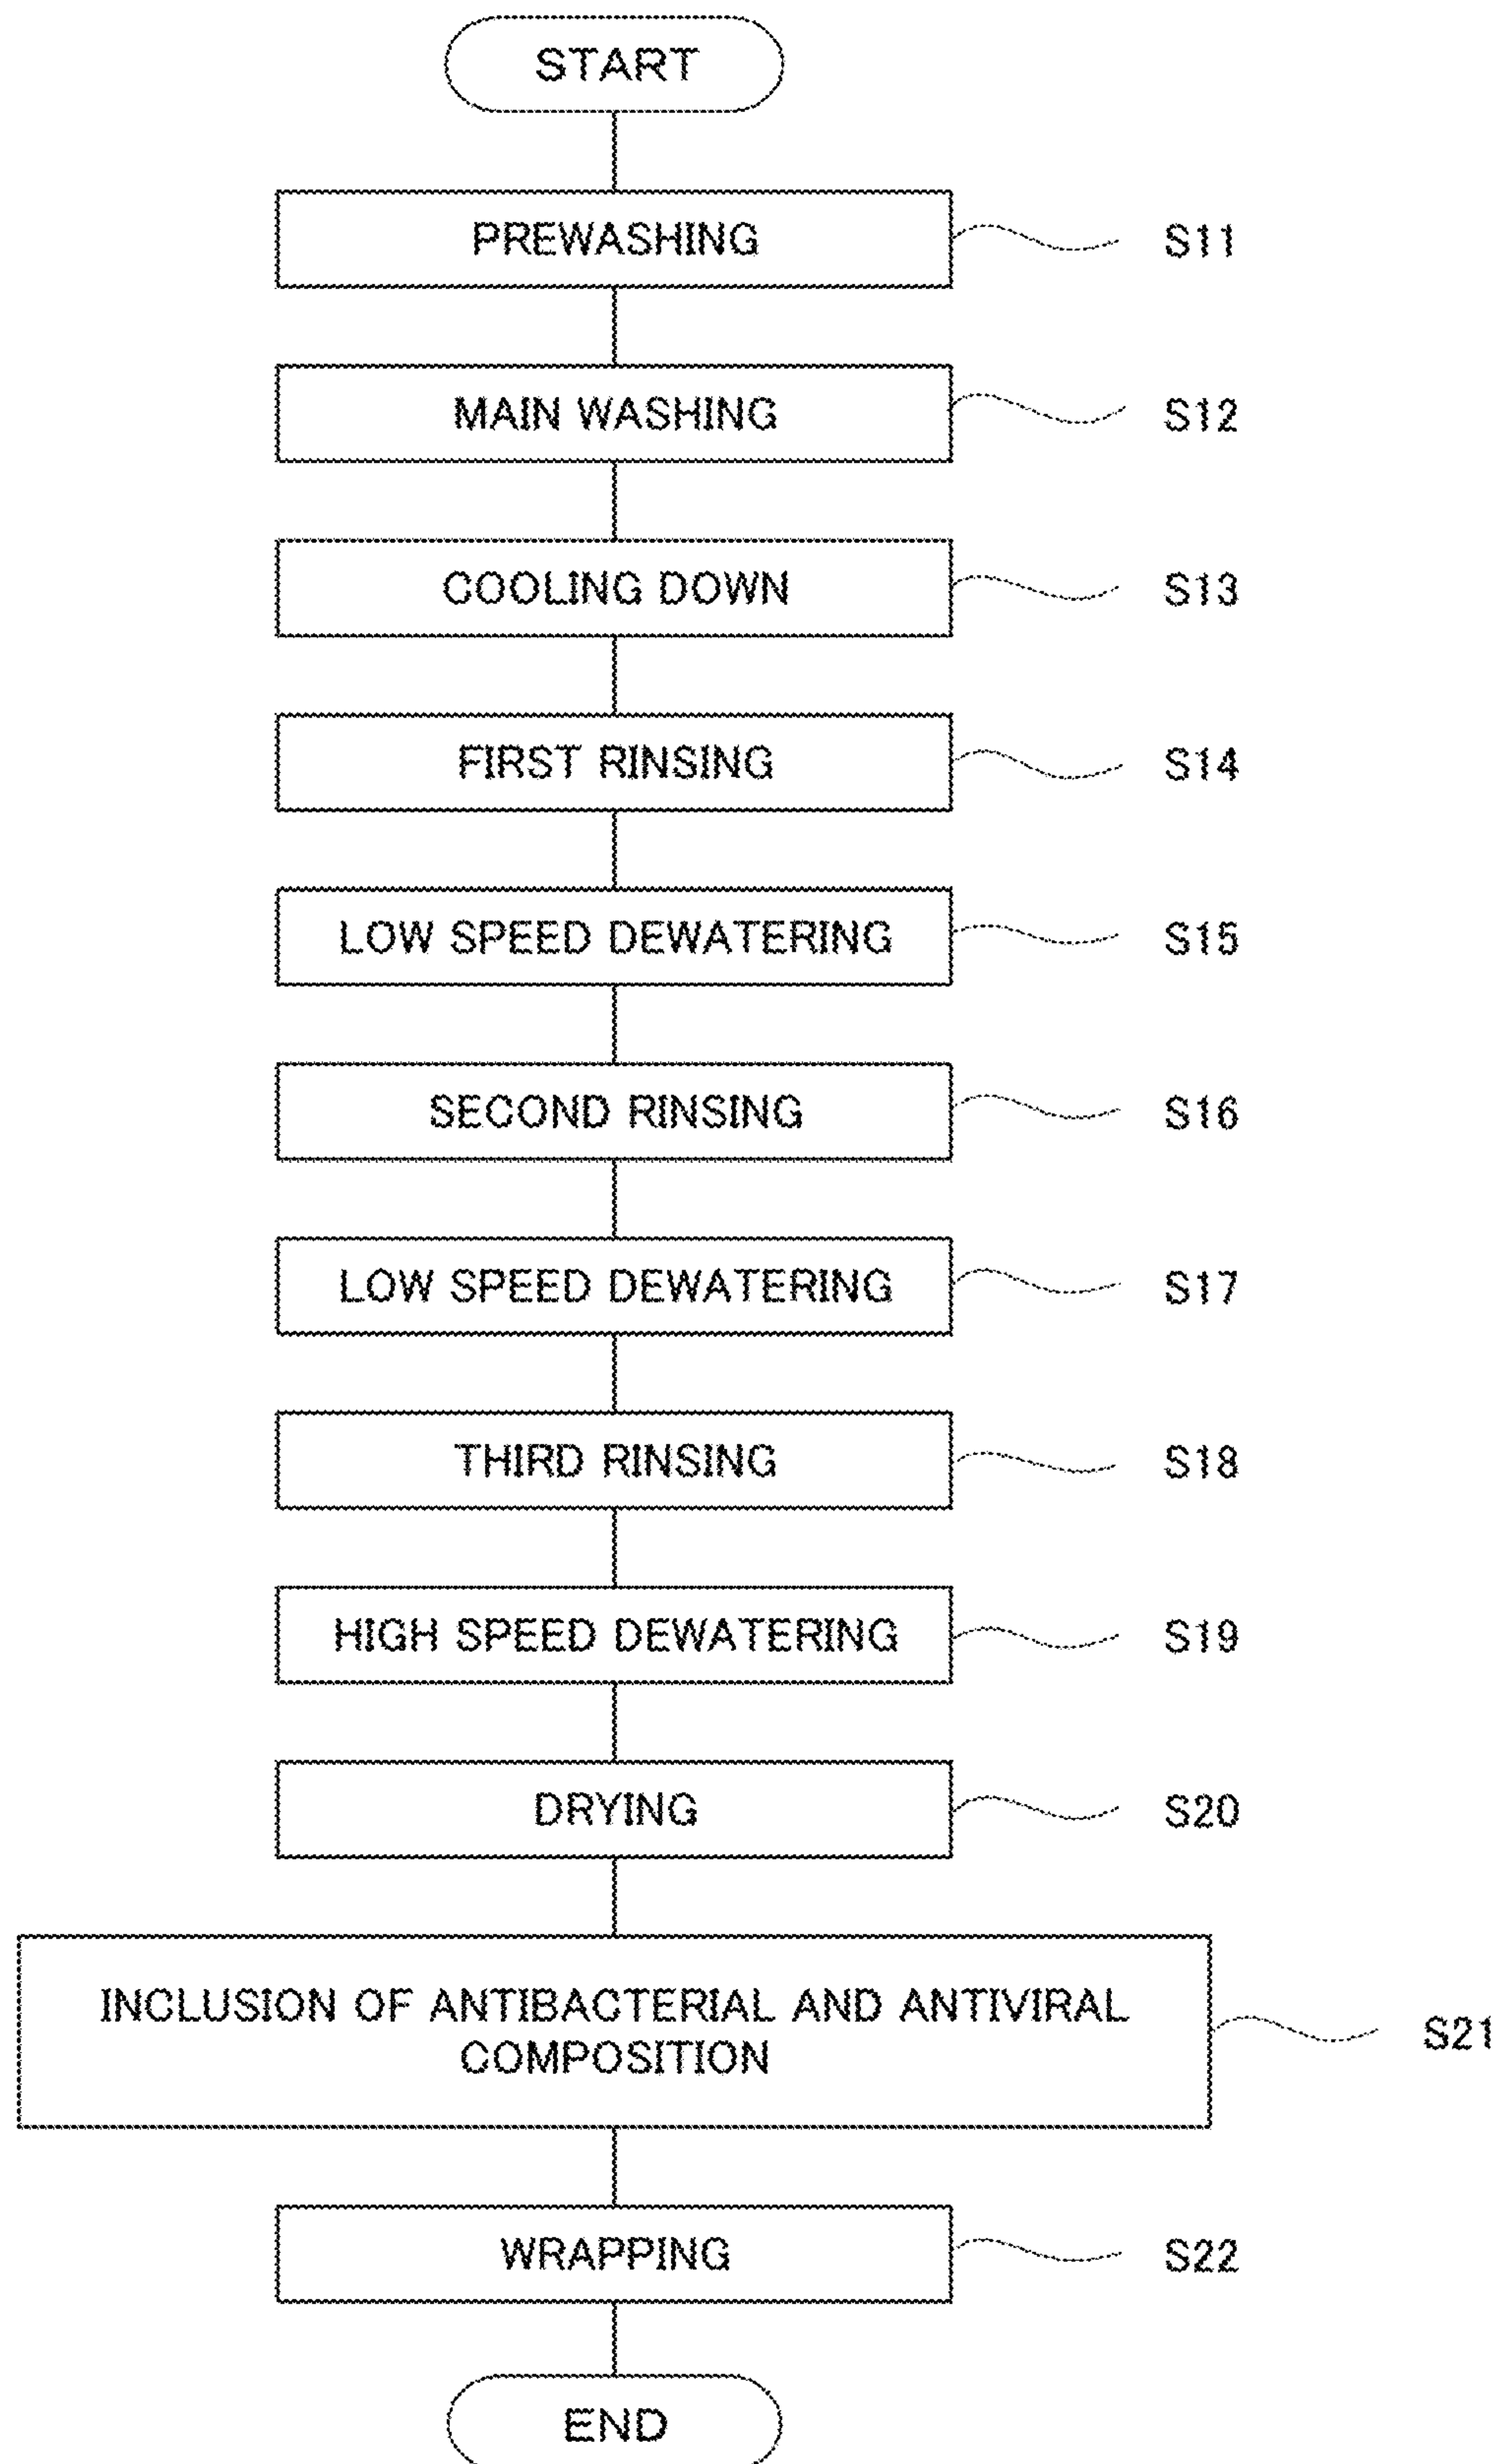 START
PREWASHING S11
MAIN WASHING S12
COOLING DOWN S13
FIRST RINSING S14
LOW SPEED DEWATERING S15
SECOND RINSING S16
LOW SPEED DEWATERING S17
THIRD RINSING S18
HIGH SPEED DEWATERING S19
DRYING S20
INCLUSION OF ANTIBACTERIAL AND ANTIVIRAL
COMPOSITION
S21
WRAPPING S22
END